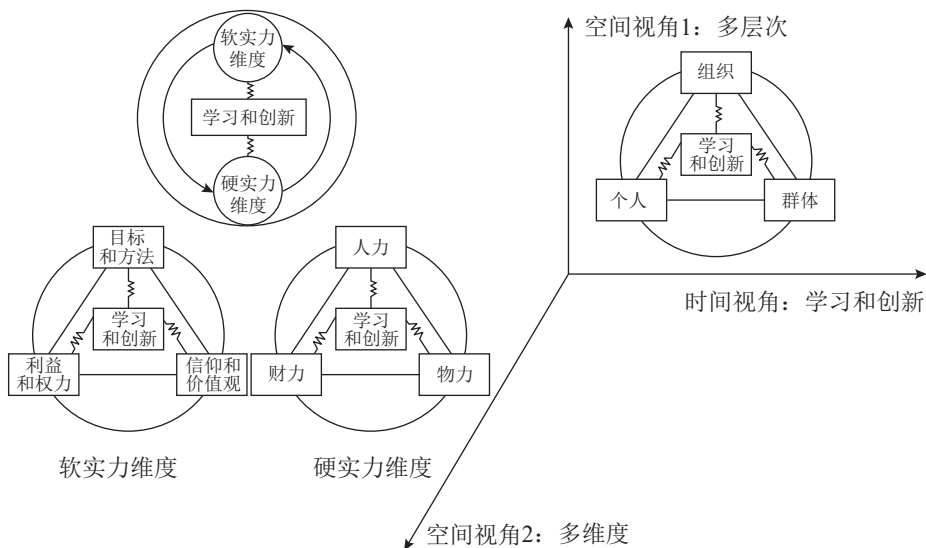 软实力
维度
学习和创新
硬实力
维度
空间视角1：多层次
组织
学习
和创新
个人
群体
时间视角：学习和创新
目标
和方法
学习
和创新
利益
和权力
信仰和
价值观
软实力维度
人力
学习
和创新
财力
物力
硬实力维度
空间视角2：多维度